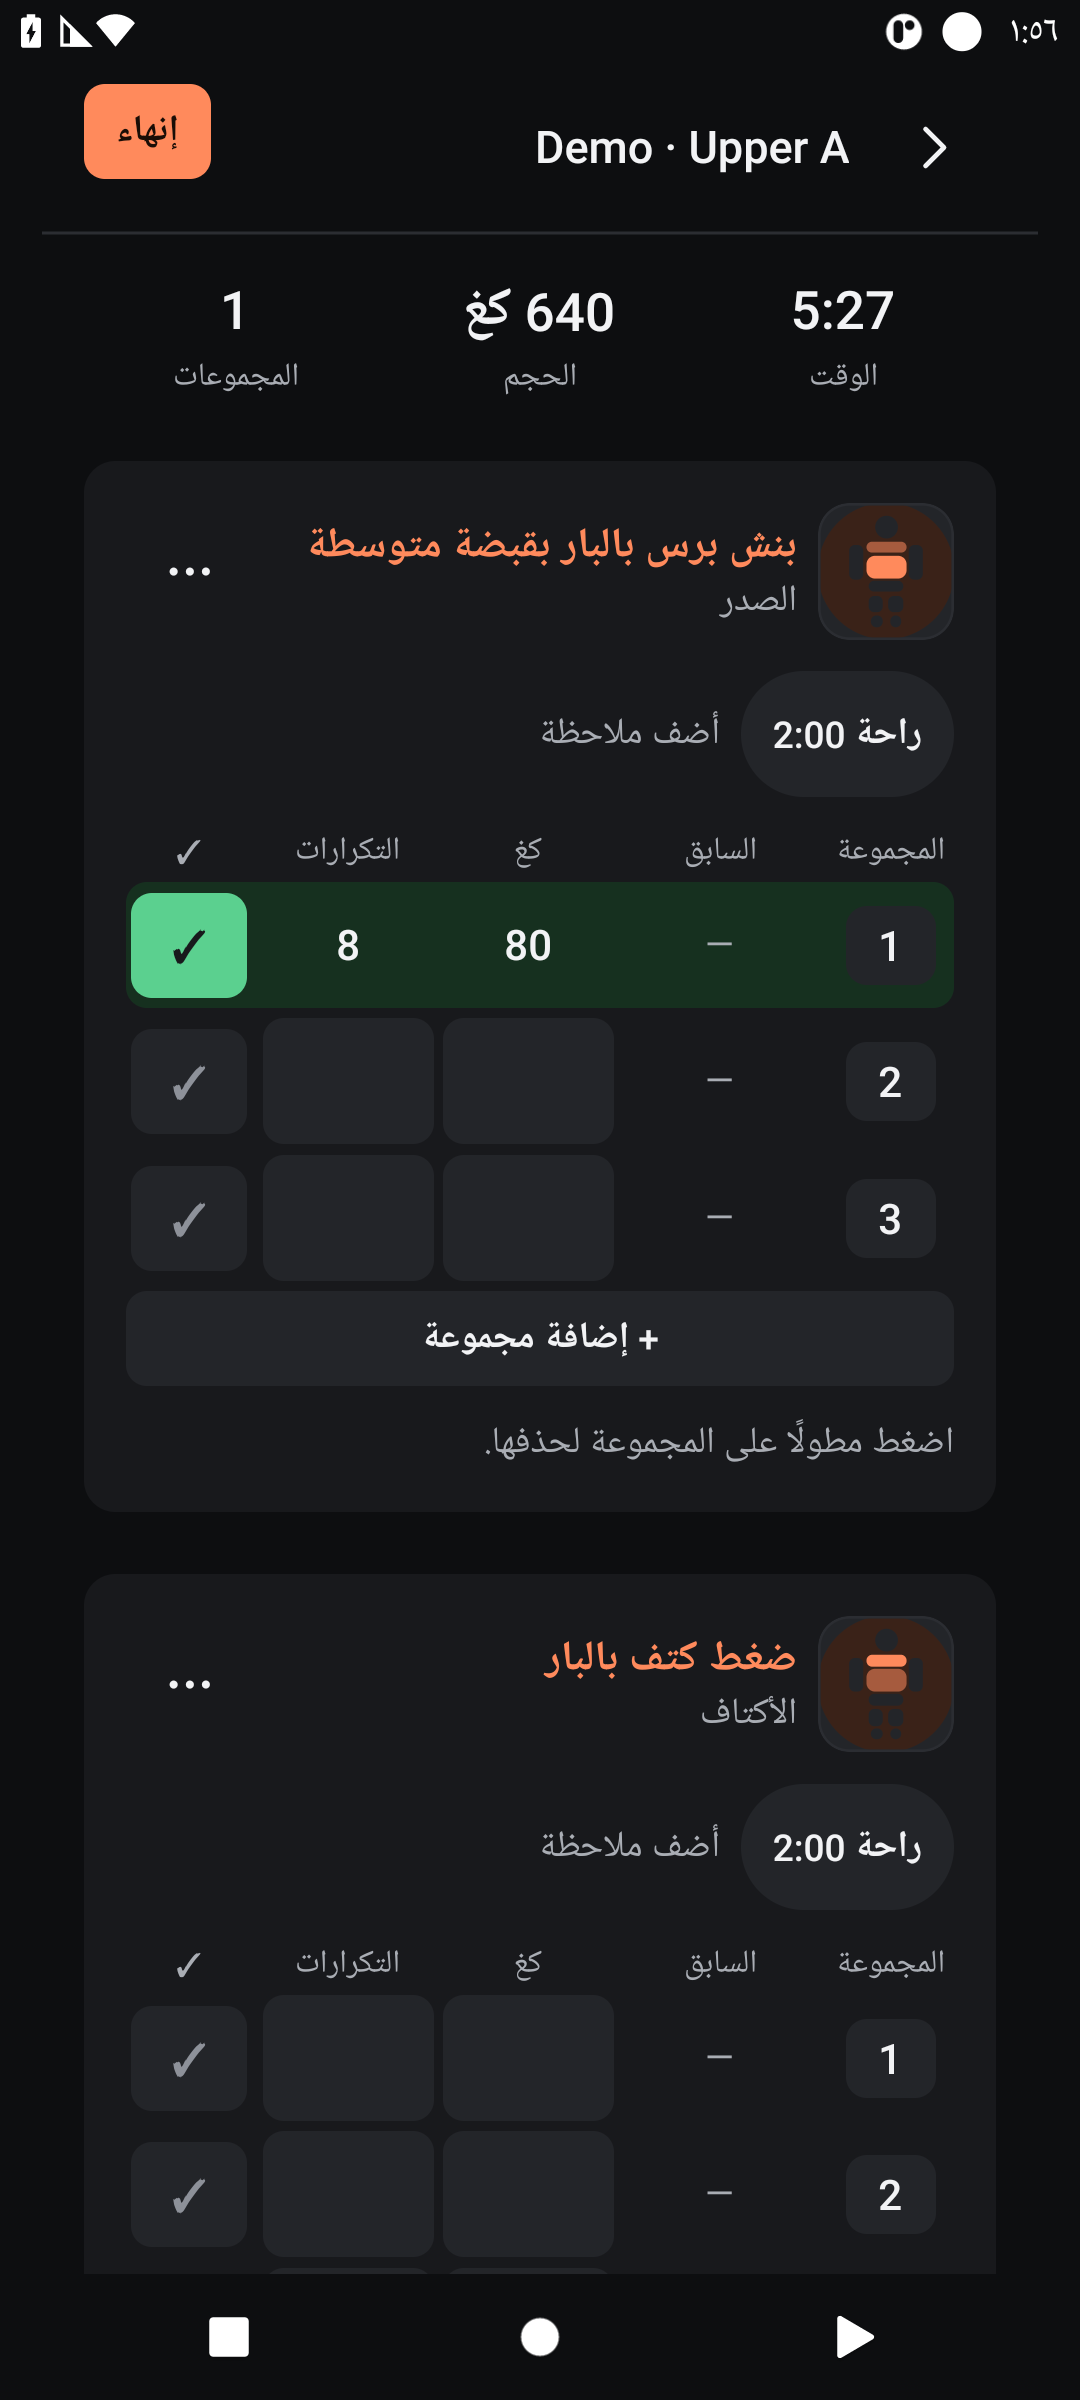 ١:٥٦
Demo · Upper A
إنهاء
5:27 640 كغ 1
الوقت الحجم المجموعات
بنش برس بالبار بقبضة متوسطة
الصدر
راحة 2:00 أضف ملاحظة
المجموعة السابق كغ التكرارات ✓
1 – 80 8 ✓
2 – ✓
3 – ✓
+ إضافة مجموعة
اضغط مطولًا على المجموعة لحذفها.
ضغط كتف بالبار
الأكتاف
راحة 2:00 أضف ملاحظة
المجموعة السابق كغ التكرارات ✓
1 – ✓
2 – ✓